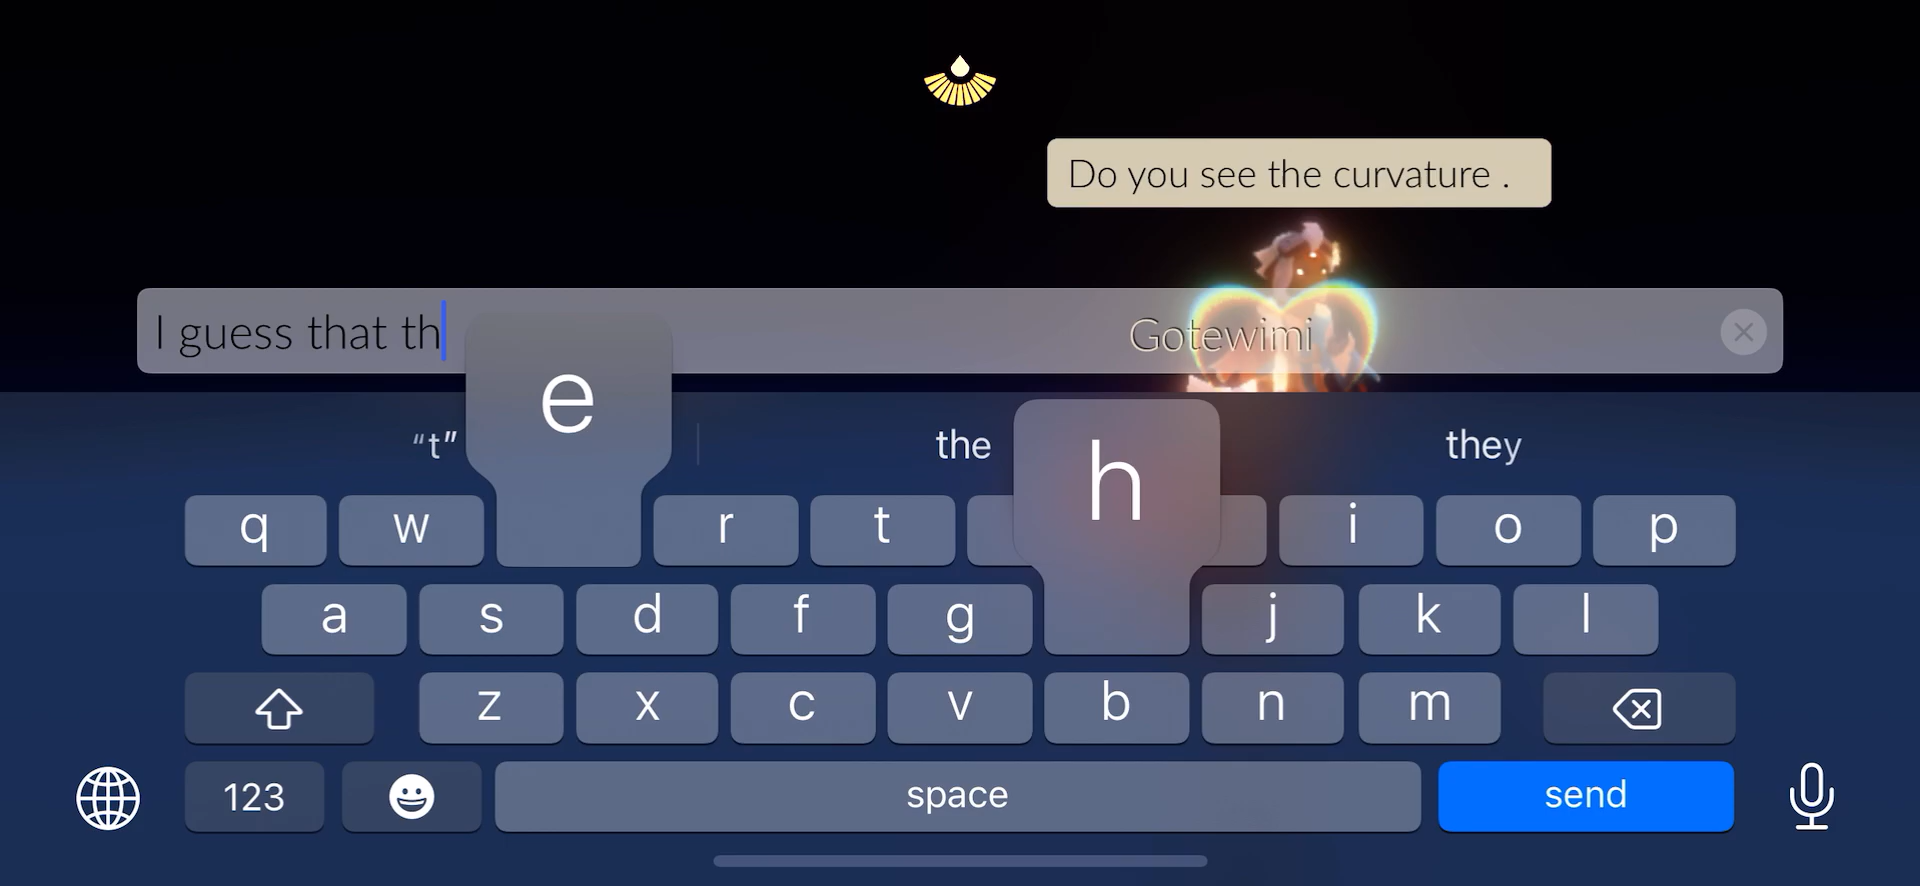 Do you see the curvature .
I guess that th
Gotewimi
"t" the they
e
h
q w r t i o p
a s d f g j k l
z x c v b n m
123 space send